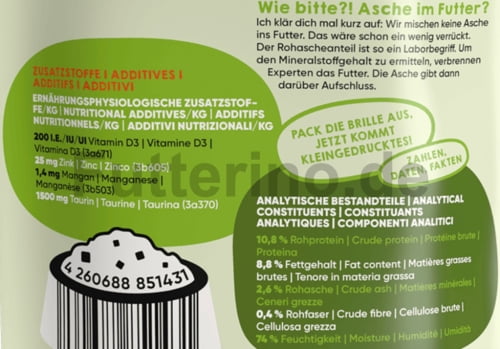 Wie bitte?! Asche im Futter?
Ich klär dich mal kurz auf: Wir mischen keine Asche
ins Futter. Das wäre schon ein wenig verrückt.
Der Rohascheanteil ist so ein Laborbegriff. Um
den Mineralstoffgehalt zu ermitteln, verbrennen
Experten das Futter. Die Asche gibt dann
darüber Aufschluss.
ZUSATZSTOFFE I ADDITIVES I
ADDITIFS I ADDITIVI
ERNÄHRUNGSPHYSIOLOGISCHE ZUSATZSTOF-
FE/KG | NUTRITIONAL ADDITIVES/KG | ADDITIFS
NUTRITIONNELS/KG | ADDITIVI NUTRIZIONALI/KG
200 I.E./IU/UI Vitamin D3 | Vitamine D3 |
Vitamina D3 (3a671)
25 mg Zink | Zinc | Zinco (3b605)
1,4 mg Mangan | Manganese |
Manganèse (3b503)
1500 mg Taurin | Taurine | Taurina (3a370)
PACK DIE BRILLE AUS,
JETZT KOMMT
KLEINGEDRUCKTES!
ZAHLEN,
DATEN, FAKTEN
zooterino.de
ANALYTISCHE BESTANDTEILE | ANALYTICAL
CONSTITUENTS | CONSTITUANTS
ANALYTIQUES | COMPONENTI ANALITICI
10,8 % Rohprotein | Crude protein | Protéine brute |
Proteina
8,8 % Fettgehalt | Fat content | Matières grasses
brutes | Tenore in materia grassa
2,6 % Rohasche | Crude ash | Matières minérales |
Ceneri grezze
0,4 % Rohfaser | Crude fibre | Cellulose brute |
Cellulosa grezza
74 % Feuchtigkeit | Moisture | Humidité | Umidità
4 260688 851431